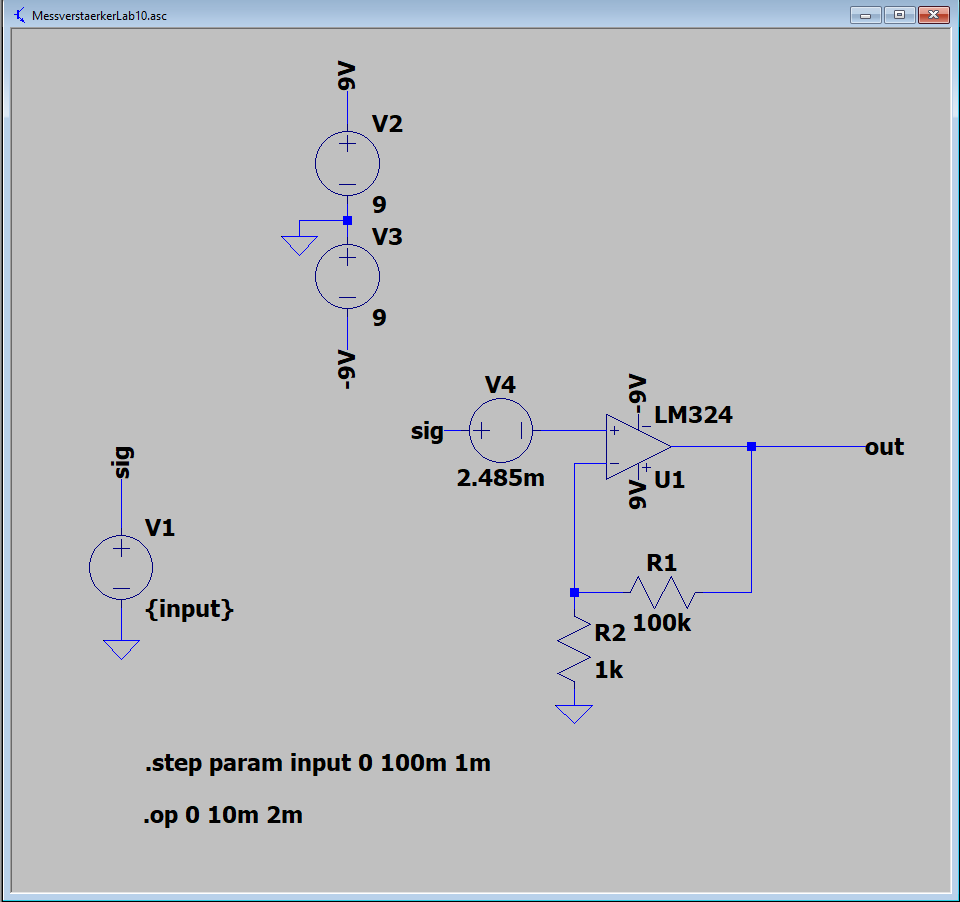 MessverstaerkerLab10.asc
9V
V2
9
V3
9
-9V
sig
V1
{input}
V4
sig
2.485m
-9V
LM324
U1
9V
out
R1
100k
R2
1k
.step param input 0 100m 1m
.op 0 10m 2m